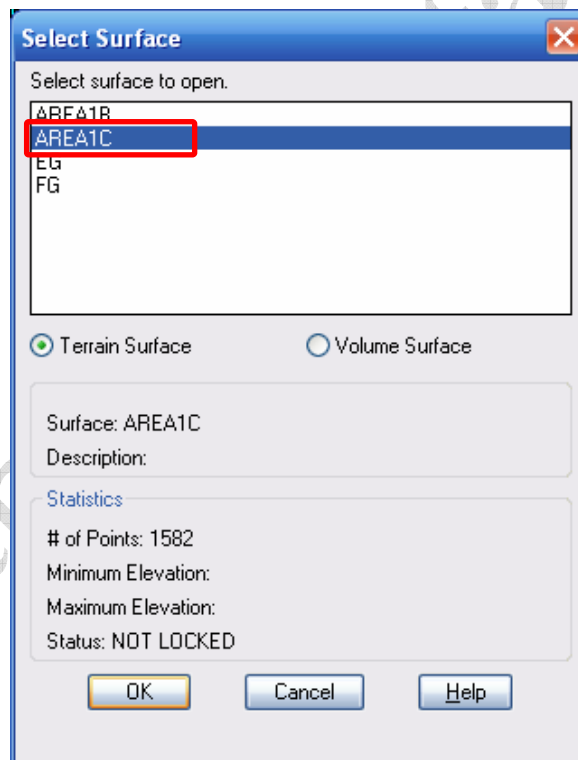 Select Surface
Select surface to open.
AREA1B
AREA1C
EG
FG
Terrain Surface Volume Surface
Surface: AREA1C
Description:
Statistics
# of Points: 1582
Minimum Elevation:
Maximum Elevation:
Status: NOT LOCKED
OK Cancel Help